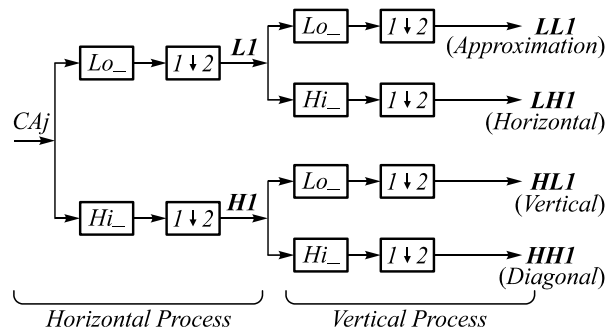 Lo_ 1↓2 LL1
(Approximation)
Lo_ 1↓2 L1
Hi_ 1↓2 LH1
(Horizontal)
CAj
Lo_ 1↓2 HL1
(Vertical)
Hi_ 1↓2 H1
Hi_ 1↓2 HH1
(Diagonal)
Horizontal Process Vertical Process